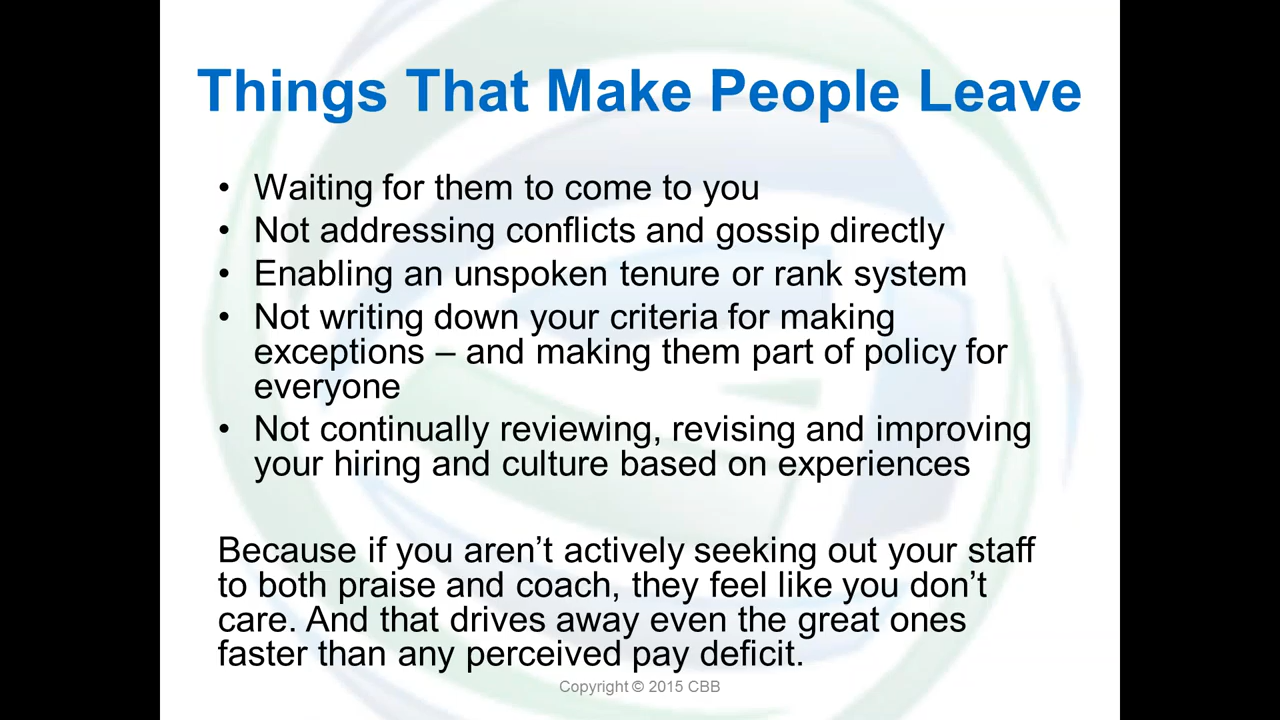 Things That Make People Leave
• Waiting for them to come to you
• Not addressing conflicts and gossip directly
• Enabling an unspoken tenure or rank system
• Not writing down your criteria for making
exceptions – and making them part of policy for
everyone
• Not continually reviewing, revising and improving
your hiring and culture based on experiences
Because if you aren’t actively seeking out your staff
to both praise and coach, they feel like you don’t
care. And that drives away even the great ones
faster than any perceived pay deficit.
Copyright © 2015 CBB